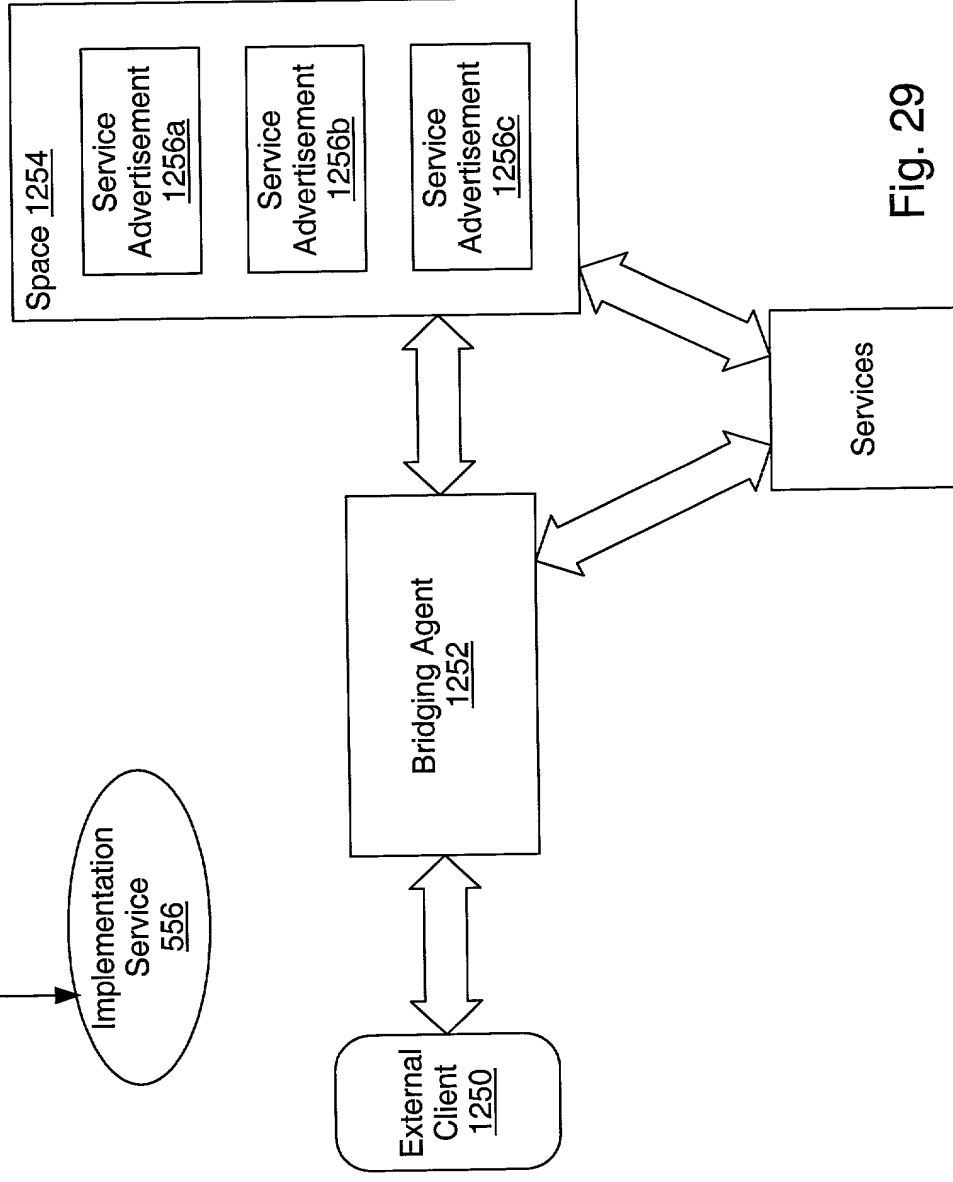 Implementation
Service
556
External
Client
1250
Bridging Agent
1252
Space 1254
Service
Advertisement
1256a
Service
Advertisement
1256b
Service
Advertisement
1256c
Services
Fig. 29